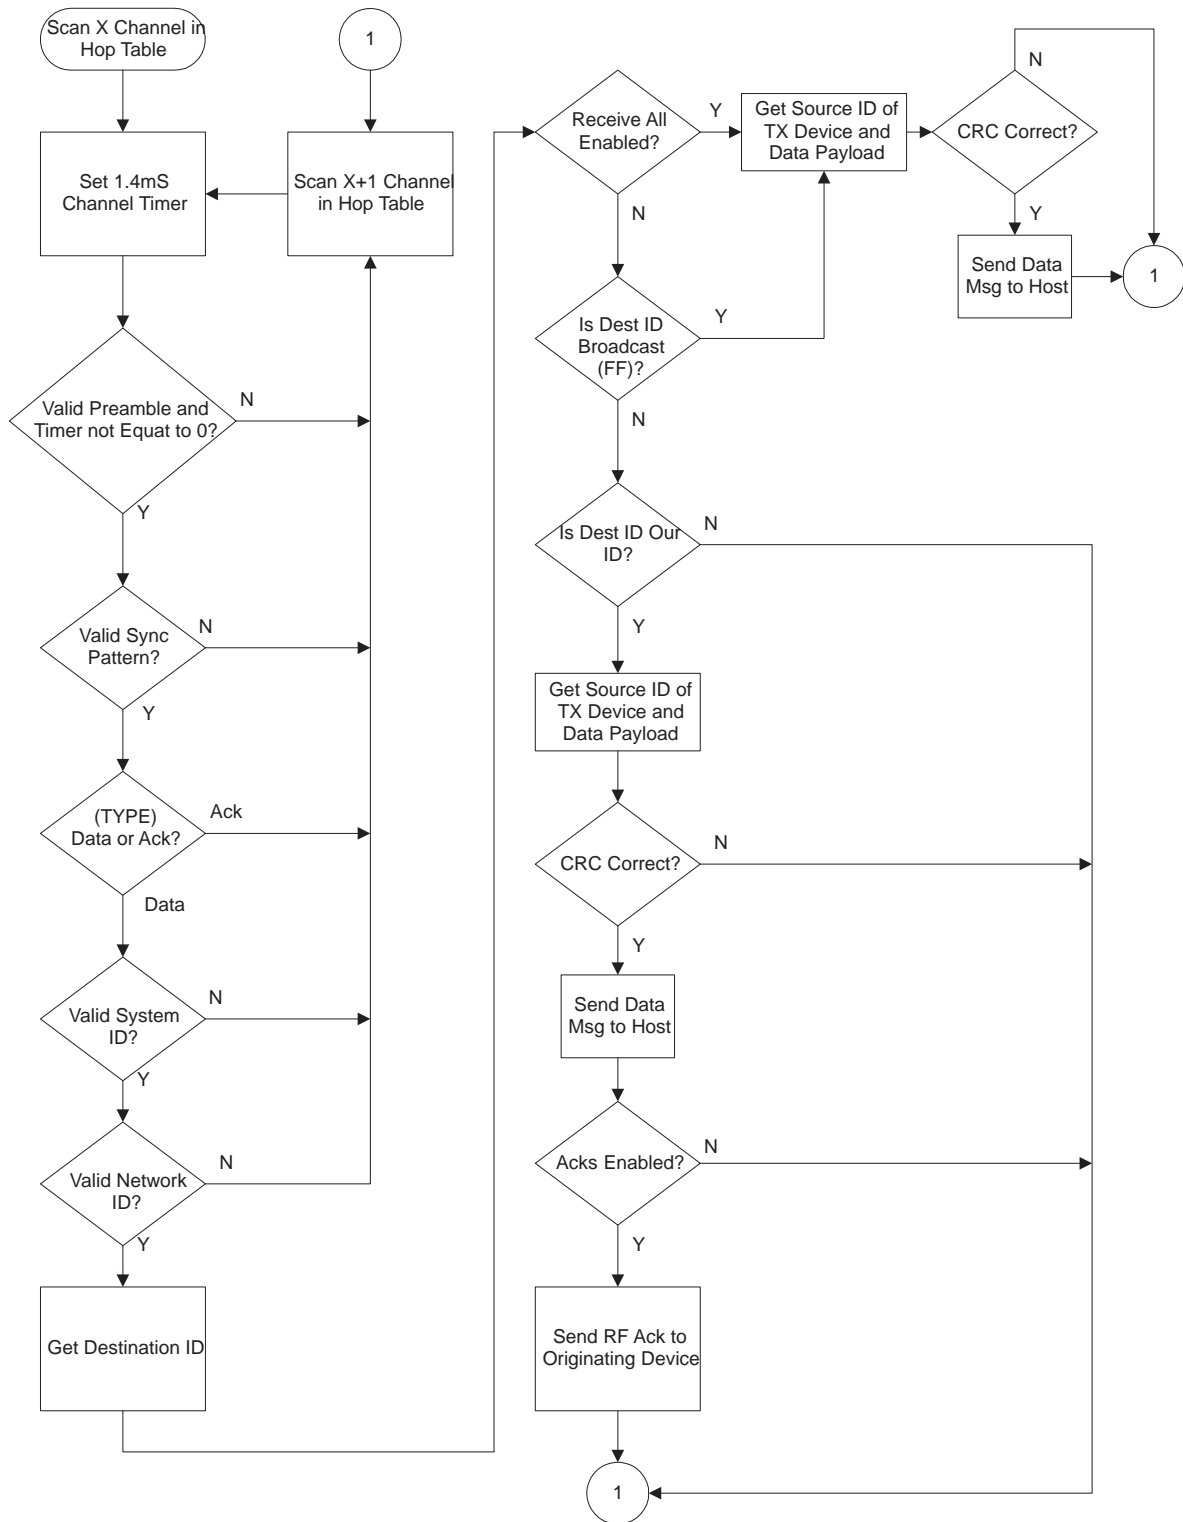 Scan X Channel in
Hop Table
1
Set 1.4mS
Channel Timer
Scan X+1 Channel
in Hop Table
Valid Preamble and
Timer not Equat to 0?
N
Y
Valid Sync
Pattern?
N
Y
(TYPE)
Data or Ack?
Ack
Data
Valid System
ID?
N
Y
Valid Network
ID?
N
Y
Get Destination ID
Receive All
Enabled?
Y
N
Get Source ID of
TX Device and
Data Payload
CRC Correct?
N
Y
Send Data
Msg to Host
1
Is Dest ID
Broadcast
(FF)?
Y
N
Is Dest ID Our
ID?
N
Y
Get Source ID of
TX Device and
Data Payload
CRC Correct?
N
Y
Send Data
Msg to Host
Acks Enabled?
N
Y
Send RF Ack to
Originating Device
1